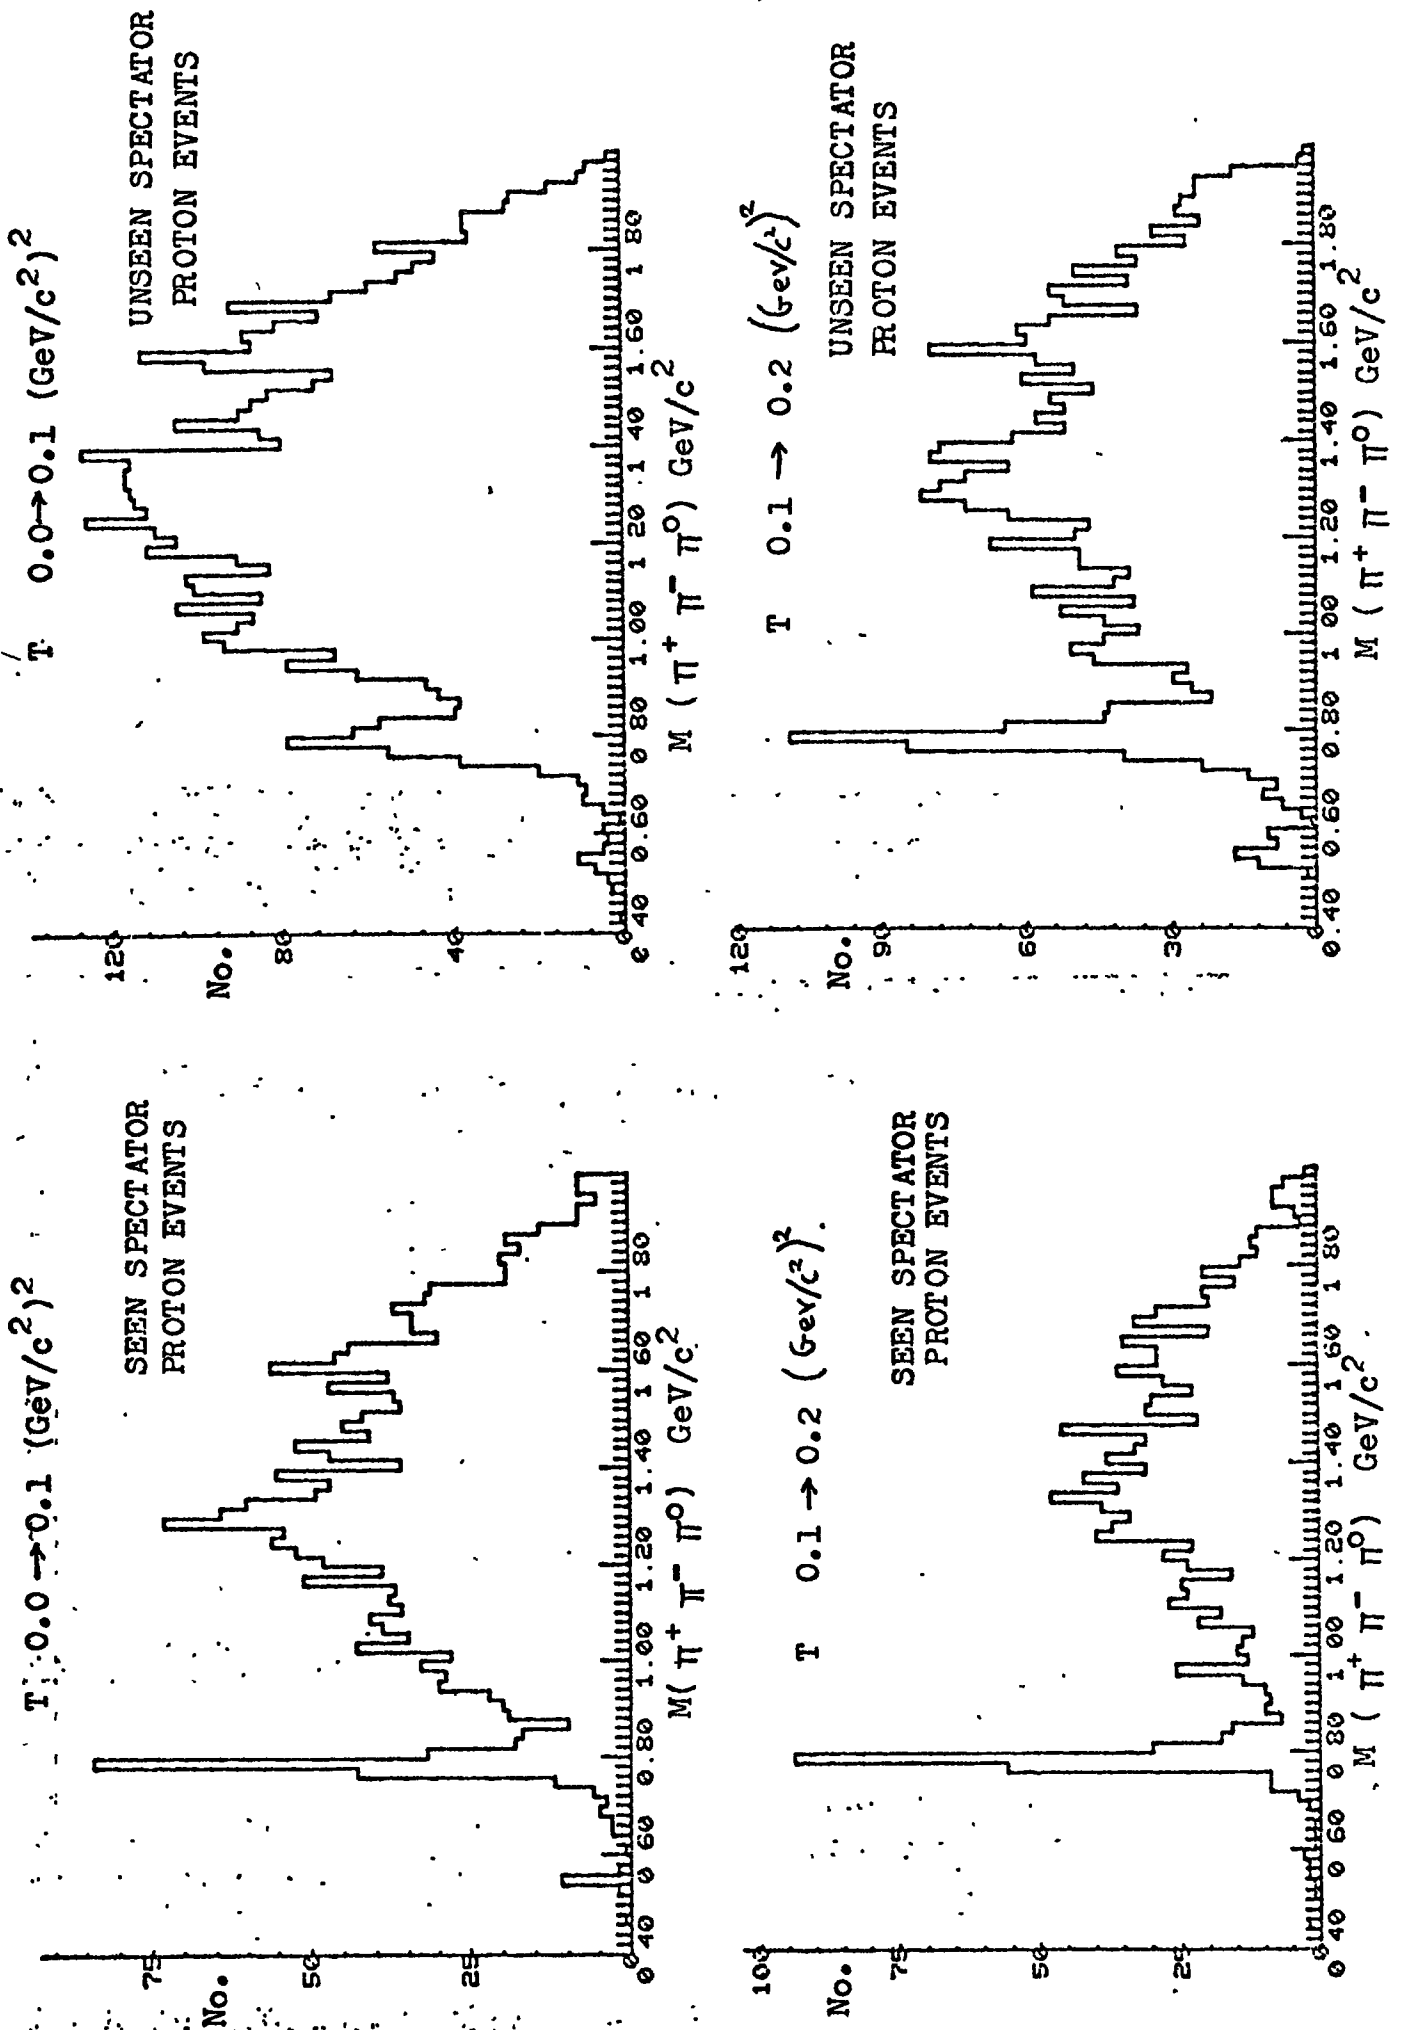 T 0.0→0.1 (GeV/c²)²
SEEN SPECTATOR
PROTON EVENTS
No.
75
50
25
0
0 40
0 60
0.80
1.00
1.20
1.40
1 60
1 80
M( π⁺ π⁻ π⁰) GeV/c²
T 0.1→0.2 (GeV/c²)²
SEEN SPECTATOR
PROTON EVENTS
No.
100
75
50
25
0
0 40
0 60
0 80
1 00
1.20
1.40
1 60
1 80
M ( π⁺ π⁻ π⁰) GeV/c²
T 0.0→0.1 (GeV/c²)²
UNSEEN SPECTATOR
PROTON EVENTS
No.
120
80
40
0
0 40
0.60
0 80
1.00
1 20
1 40
1.60
1 80
M ( π⁺ π⁻ π⁰) GeV/c²
T 0.1→0.2 (GeV/c²)²
UNSEEN SPECTATOR
PROTON EVENTS
No.
120
90
60
30
0
0.40
0.60
0.80
1 00
1.20
1.40
1.60
1.80
M ( π⁺ π⁻ π⁰) GeV/c²